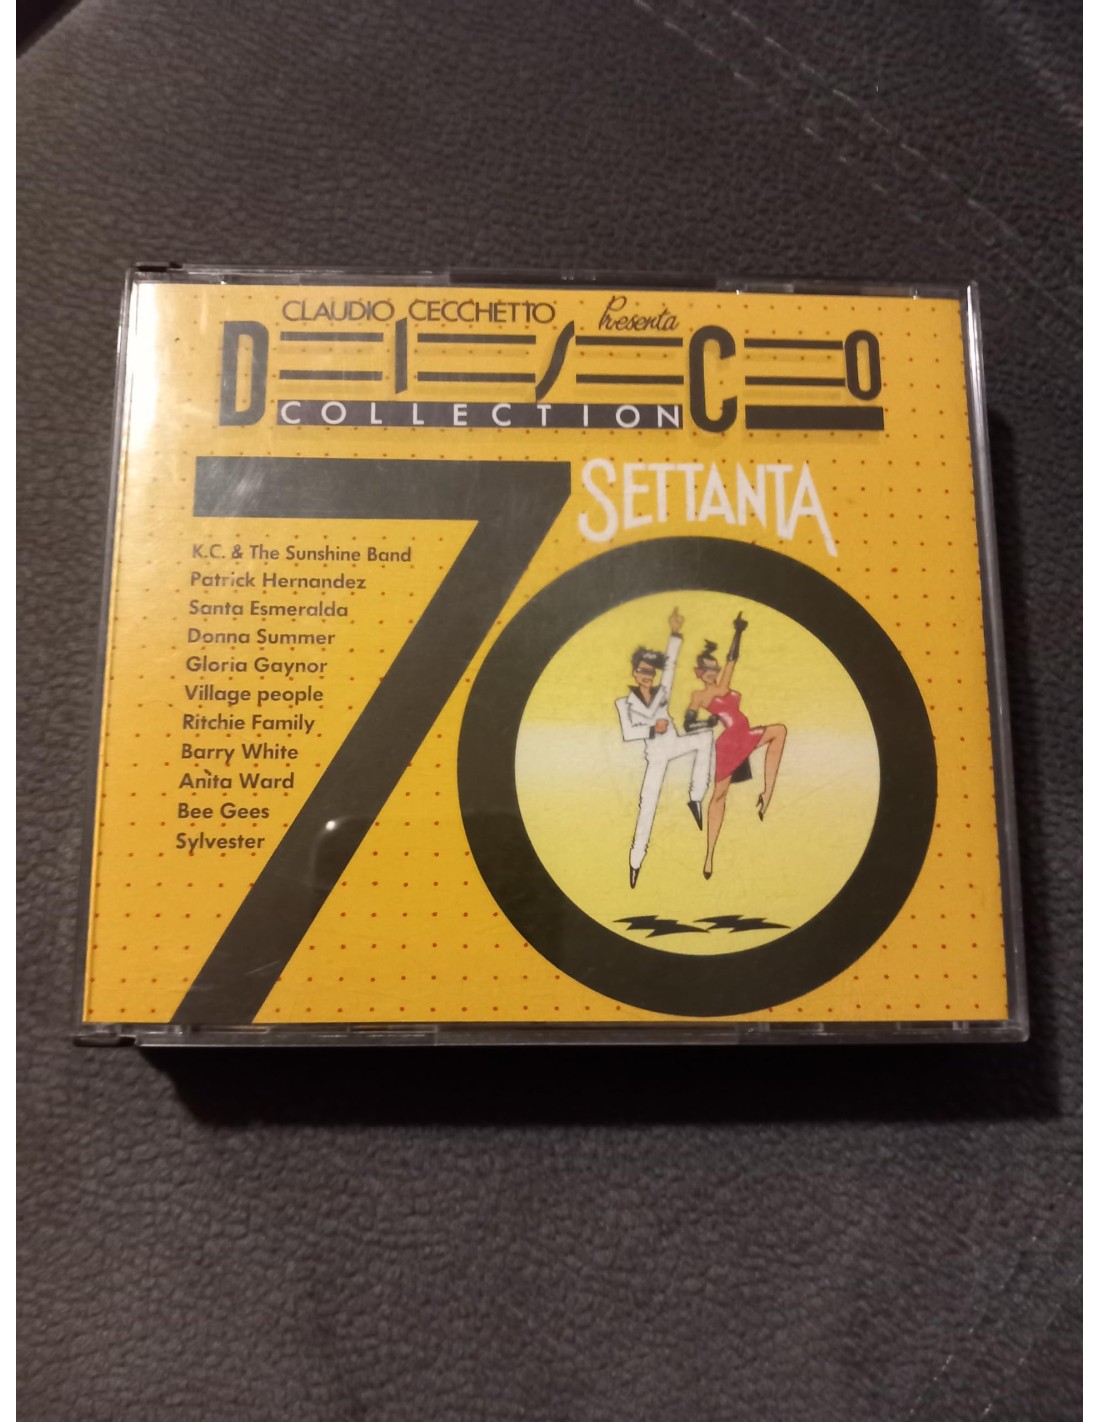 CLAUDIO CECCHETTO Presenta
DISCO
COLLECTION
70
SETTANTA
K.C. & The Sunshine Band
Patrick Hernandez
Santa Esmeralda
Donna Summer
Gloria Gaynor
Village people
Ritchie Family
Barry White
Anita Ward
Bee Gees
Sylvester